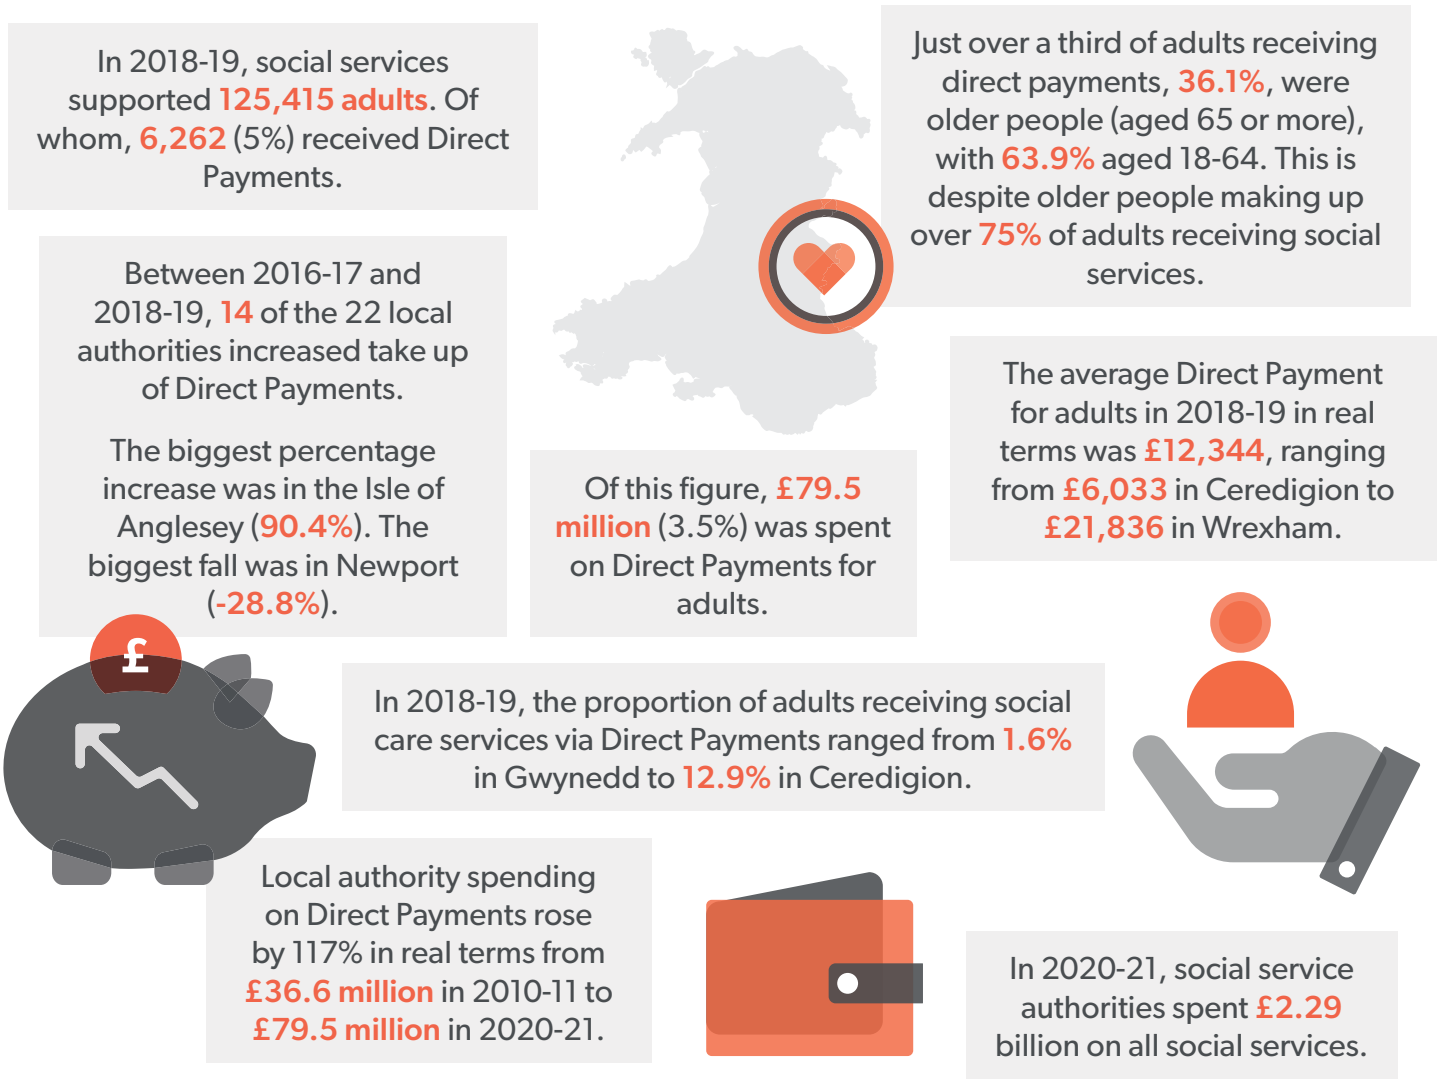 In 2018-19, social services
supported 125,415 adults. Of
whom, 6,262 (5%) received Direct
Payments.
Just over a third of adults receiving
direct payments, 36.1%, were
older people (aged 65 or more),
with 63.9% aged 18-64. This is
despite older people making up
over 75% of adults receiving social
services.
Between 2016-17 and
2018-19, 14 of the 22 local
authorities increased take up
of Direct Payments.
The biggest percentage
increase was in the Isle of
Anglesey (90.4%). The
biggest fall was in Newport
(-28.8%).
Of this figure, £79.5
million (3.5%) was spent
on Direct Payments for
adults.
The average Direct Payment
for adults in 2018-19 in real
terms was £12,344, ranging
from £6,033 in Ceredigion to
£21,836 in Wrexham.
£
In 2018-19, the proportion of adults receiving social
care services via Direct Payments ranged from 1.6%
in Gwynedd to 12.9% in Ceredigion.
Local authority spending
on Direct Payments rose
by 117% in real terms from
£36.6 million in 2010-11 to
£79.5 million in 2020-21.
In 2020-21, social service
authorities spent £2.29
billion on all social services.